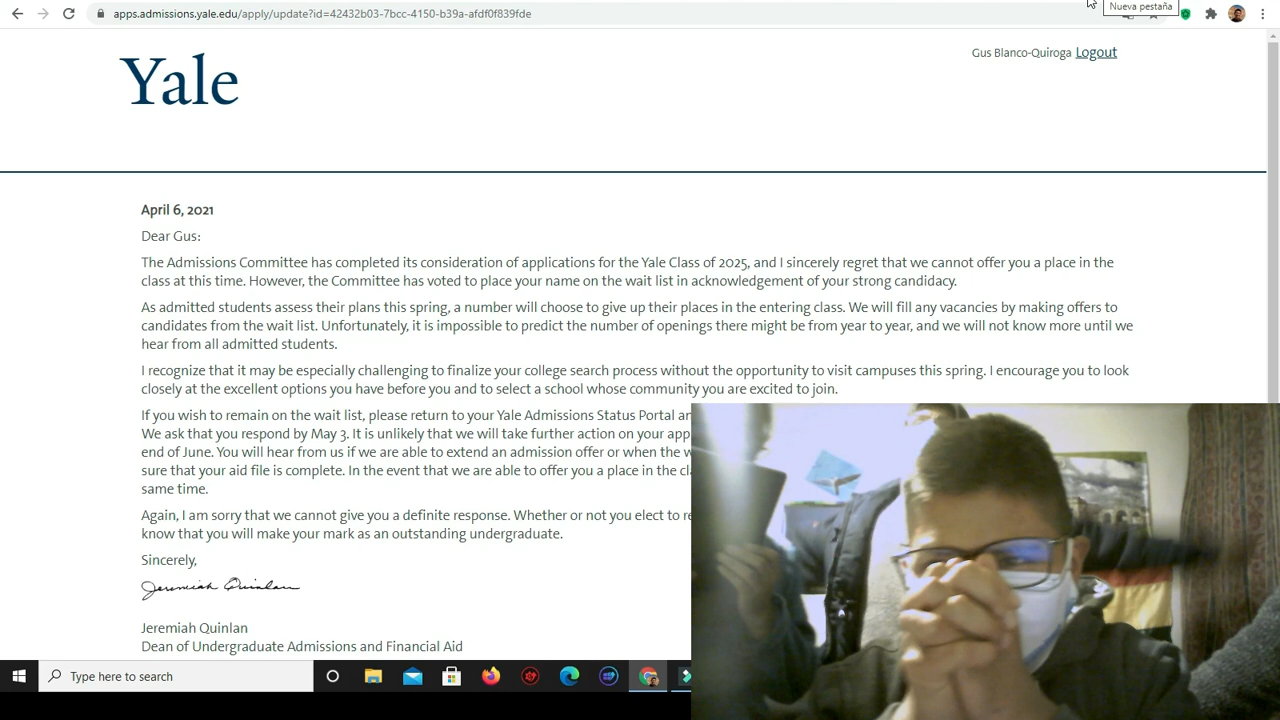 apps.admissions.yale.edu/apply/update?id=42432b03-7bcc-4150-b39a-afdf0f839fde
Nueva pestaña
Gus Blanco-Quiroga Logout
Yale
April 6, 2021
Dear Gus:
The Admissions Committee has completed its consideration of applications for the Yale Class of 2025, and I sincerely regret that we cannot offer you a place in the
class at this time. However, the Committee has voted to place your name on the wait list in acknowledgement of your strong candidacy.
As admitted students assess their plans this spring, a number will choose to give up their places in the entering class. We will fill any vacancies by making offers to
candidates from the wait list. Unfortunately, it is impossible to predict the number of openings there might be from year to year, and we will not know more until we
hear from all admitted students.
I recognize that it may be especially challenging to finalize your college search process without the opportunity to visit campuses this spring. I encourage you to look
closely at the excellent options you have before you and to select a school whose community you are excited to join.
If you wish to remain on the wait list, please return to your Yale Admissions Status Portal an
We ask that you respond by May 3. It is unlikely that we will take further action on your app
end of June. You will hear from us if we are able to extend an admission offer or when the w
sure that your aid file is complete. In the event that we are able to offer you a place in the cl
same time.
Again, I am sorry that we cannot give you a definite response. Whether or not you elect to re
know that you will make your mark as an outstanding undergraduate.
Sincerely,
Jeremiah Quinlan
Jeremiah Quinlan
Dean of Undergraduate Admissions and Financial Aid
Type here to search